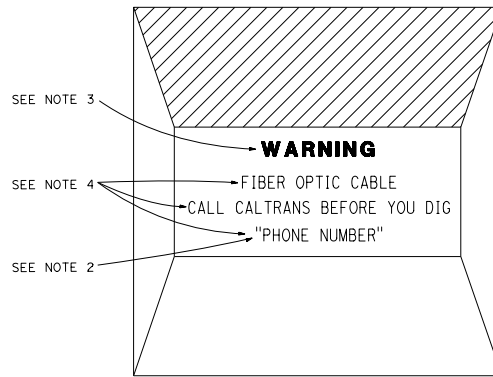 SEE NOTE 3
WARNING
SEE NOTE 4
FIBER OPTIC CABLE
CALL CALTRANS BEFORE YOU DIG
"PHONE NUMBER"
SEE NOTE 2